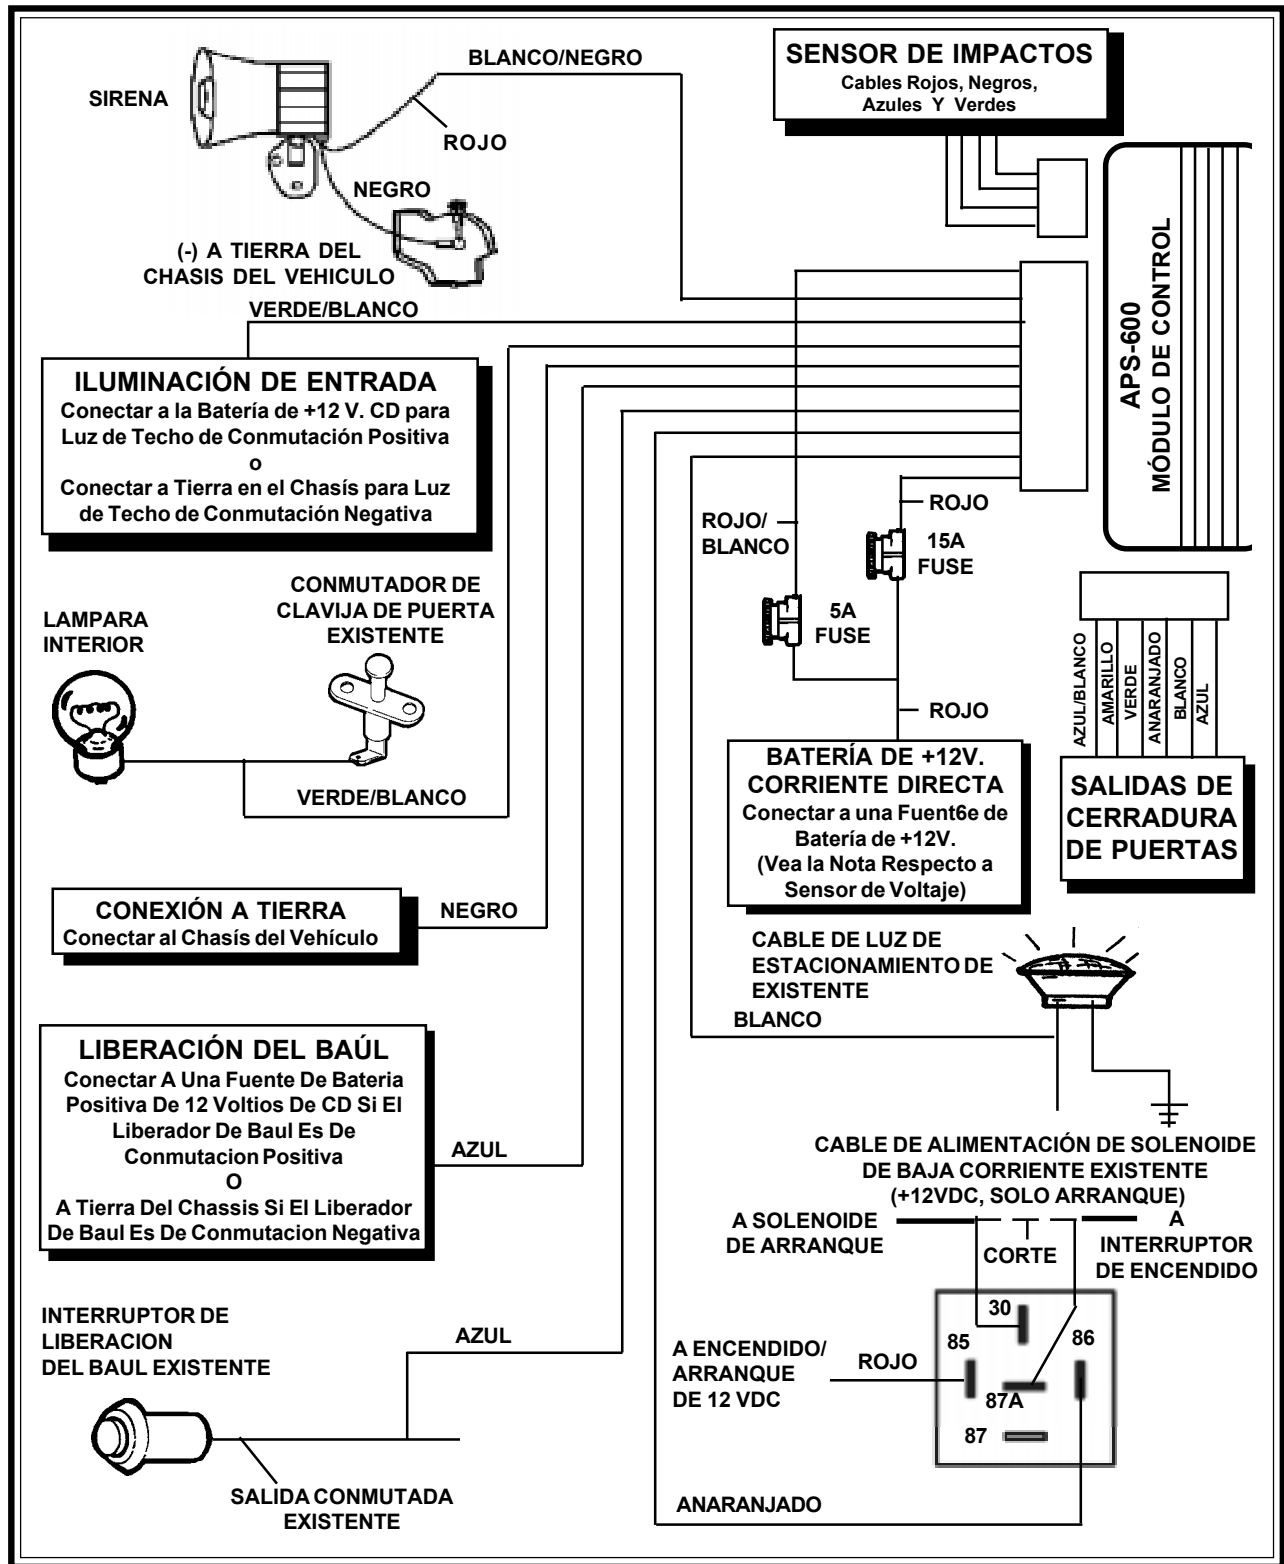 BLANCO/NEGRO
SIRENA
ROJO
NEGRO
(-) A TIERRA DEL
CHASIS DEL VEHICULO
SENSOR DE IMPACTOS
Cables Rojos, Negros,
Azules Y Verdes
APS-600
MÓDULO DE CONTROL
VERDE/BLANCO
ILUMINACIÓN DE ENTRADA
Conectar a la Batería de +12 V. CD para
Luz de Techo de Conmutación Positiva
o
Conectar a Tierra en el Chasís para Luz
de Techo de Conmutación Negativa
ROJO/
BLANCO
ROJO
15A
FUSE
5A
FUSE
ROJO
CONMUTADOR DE
CLAVIJA DE PUERTA
EXISTENTE
LAMPARA
INTERIOR
VERDE/BLANCO
AZUL/BLANCO
AMARILLO
VERDE
ANARANJADO
BLANCO
AZUL
BATERÍA DE +12V.
CORRIENTE DIRECTA
Conectar a una Fuent6e de
Batería de +12V.
(Vea la Nota Respecto a
Sensor de Voltaje)
SALIDAS DE
CERRADURA
DE PUERTAS
CONEXIÓN A TIERRA
Conectar al Chasís del Vehículo
NEGRO
CABLE DE LUZ DE
ESTACIONAMIENTO DE
EXISTENTE
BLANCO
LIBERACIÓN DEL BAÚL
Conectar A Una Fuente De Bateria
Positiva De 12 Voltios De CD Si El
Liberador De Baul Es De
Conmutacion Positiva
O
A Tierra Del Chassis Si El Liberador
De Baul Es De Conmutacion Negativa
AZUL
CABLE DE ALIMENTACIÓN DE SOLENOIDE
DE BAJA CORRIENTE EXISTENTE
(+12VDC, SOLO ARRANQUE)
A SOLENOIDE
DE ARRANQUE
CORTE
A
INTERRUPTOR
DE ENCENDIDO
INTERRUPTOR DE
LIBERACION
DEL BAUL EXISTENTE
AZUL
A ENCENDIDO/
ARRANQUE
DE 12 VDC
ROJO
30
85
86
87A
87
SALIDA CONMUTADA
EXISTENTE
ANARANJADO